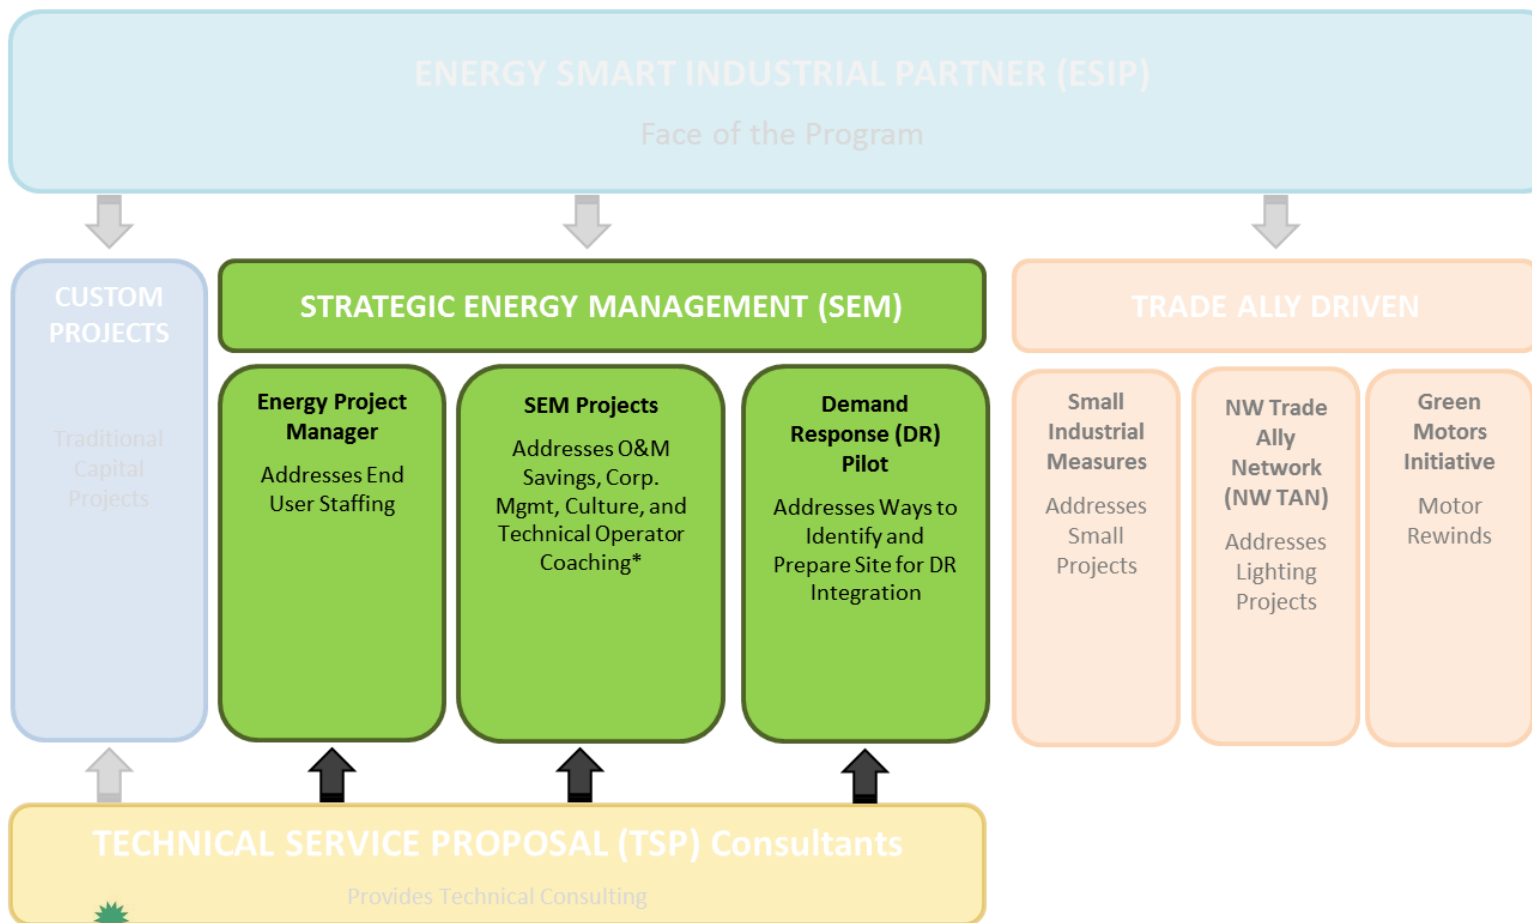 ENERGY SMART INDUSTRIAL PARTNER (ESIP)
Face of the Program
CUSTOM
PROJECTS
Traditional
Capital
Projects
STRATEGIC ENERGY MANAGEMENT (SEM)
Energy Project
Manager
Addresses End
User Staffing
SEM Projects
Addresses O&M
Savings, Corp.
Mgmt, Culture, and
Technical Operator
Coaching*
Demand
Response (DR)
Pilot
Addresses Ways to
Identify and
Prepare Site for DR
Integration
TRADE ALLY DRIVEN
Small
Industrial
Measures
Addresses
Small
Projects
NW Trade
Ally
Network
(NW TAN)
Addresses
Lighting
Projects
Green
Motors
Initiative
Motor
Rewinds
TECHNICAL SERVICE PROPOSAL (TSP) Consultants
Provides Technical Consulting